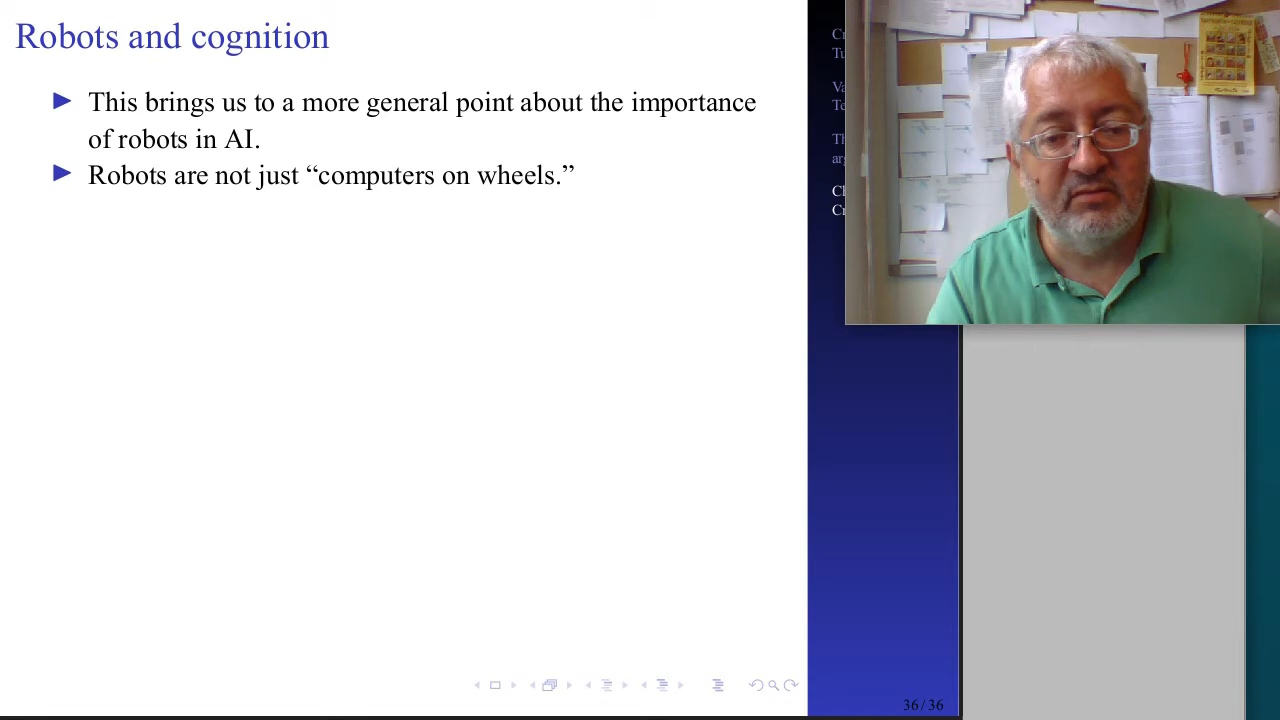 Robots and cognition
This brings us to a more general point about the importance
of robots in AI.
Robots are not just “computers on wheels.”
36/36